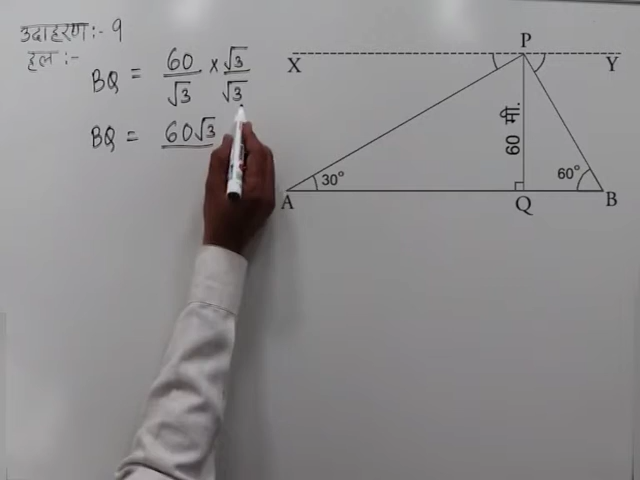 उदाहरण:- 9
हल :-
BQ = 60/√3 × √3/√3
BQ = 60√3
P
X
Y
60 मी.
30°
60°
A
Q
B